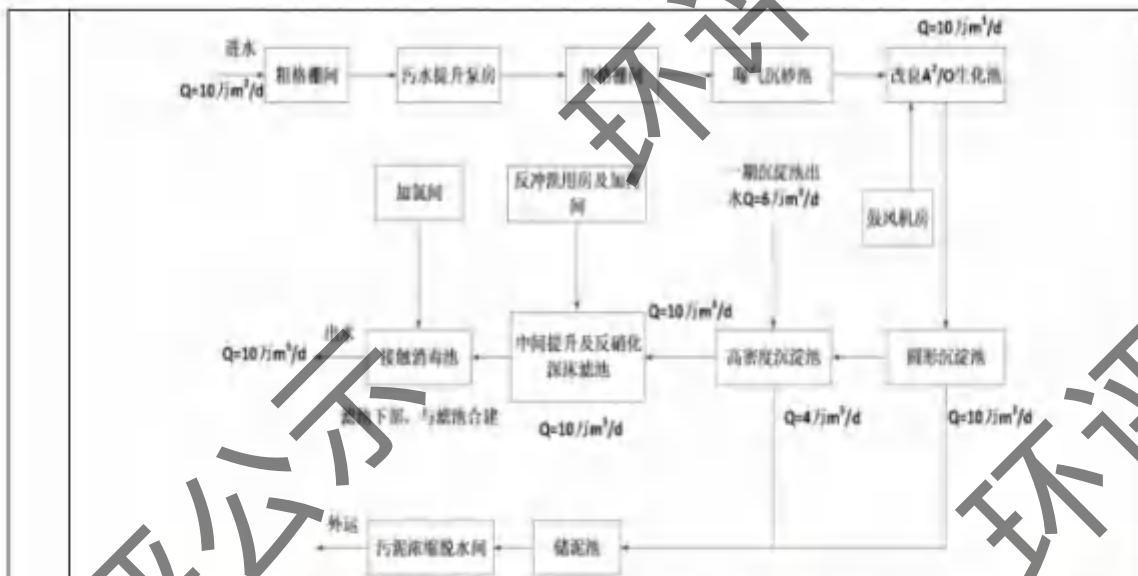 Q=10万m³/d
进水
粗格栅间
污水提升泵房
细格栅间
曝气沉砂池
改良A²/O生化池
Q=10万m³/d
加氯间
反冲洗用房及加药
间
一期沉淀池出
水Q=6万m³/d
鼓风机房
Q=10万m³/d
出水
Q=10万m³/d
接触消毒池
中间提升及反硝化
深床滤池
高密度沉淀池
圆形沉淀池
滤池下部，与滤池合建
Q=10万m³/d
Q=4万m³/d
Q=10万m³/d
外运
污泥浓缩脱水间
储泥池
环评
评公示
环评